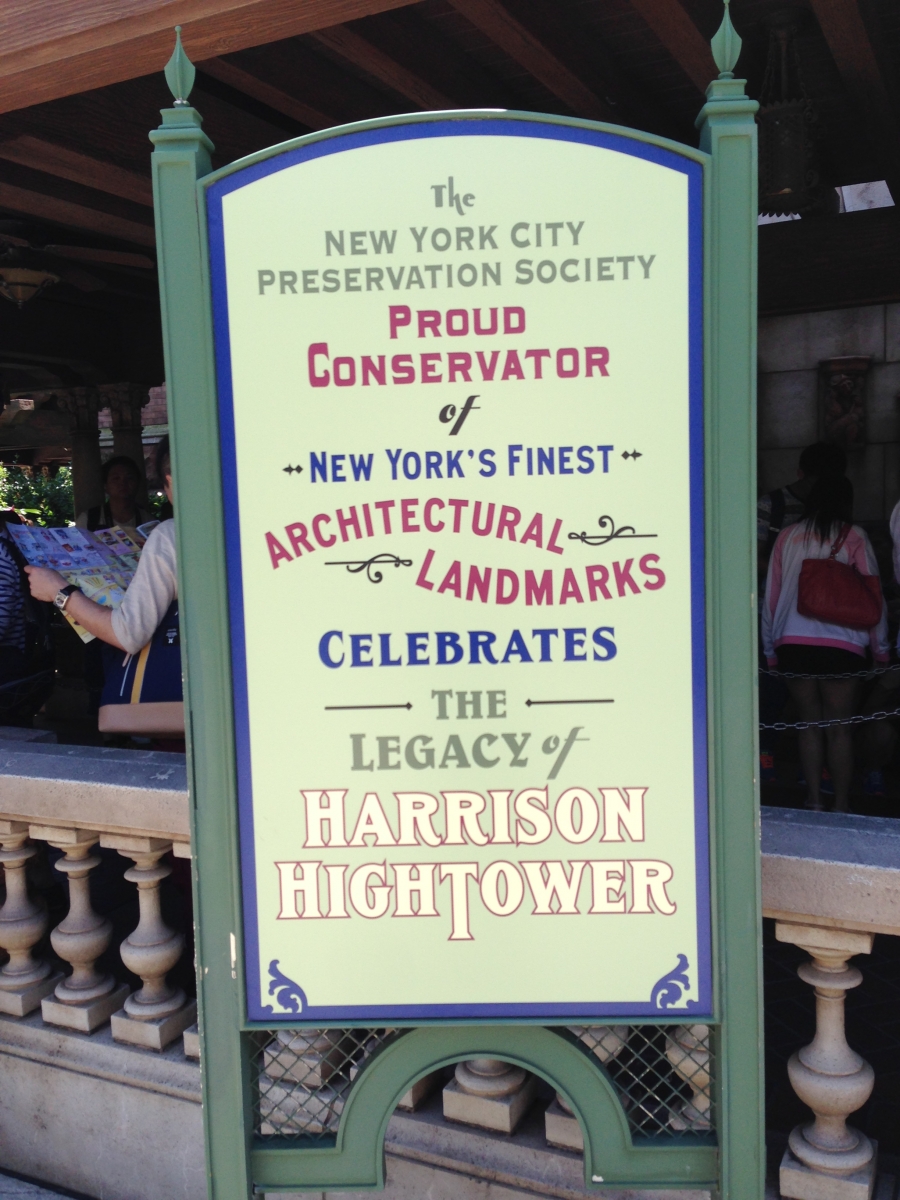 The
NEW YORK CITY
PRESERVATION SOCIETY
PROUD
CONSERVATOR
of
NEW YORK'S FINEST
ARCHITECTURAL
LANDMARKS
CELEBRATES
THE
LEGACY of
HARRISON
HIGHTOWER